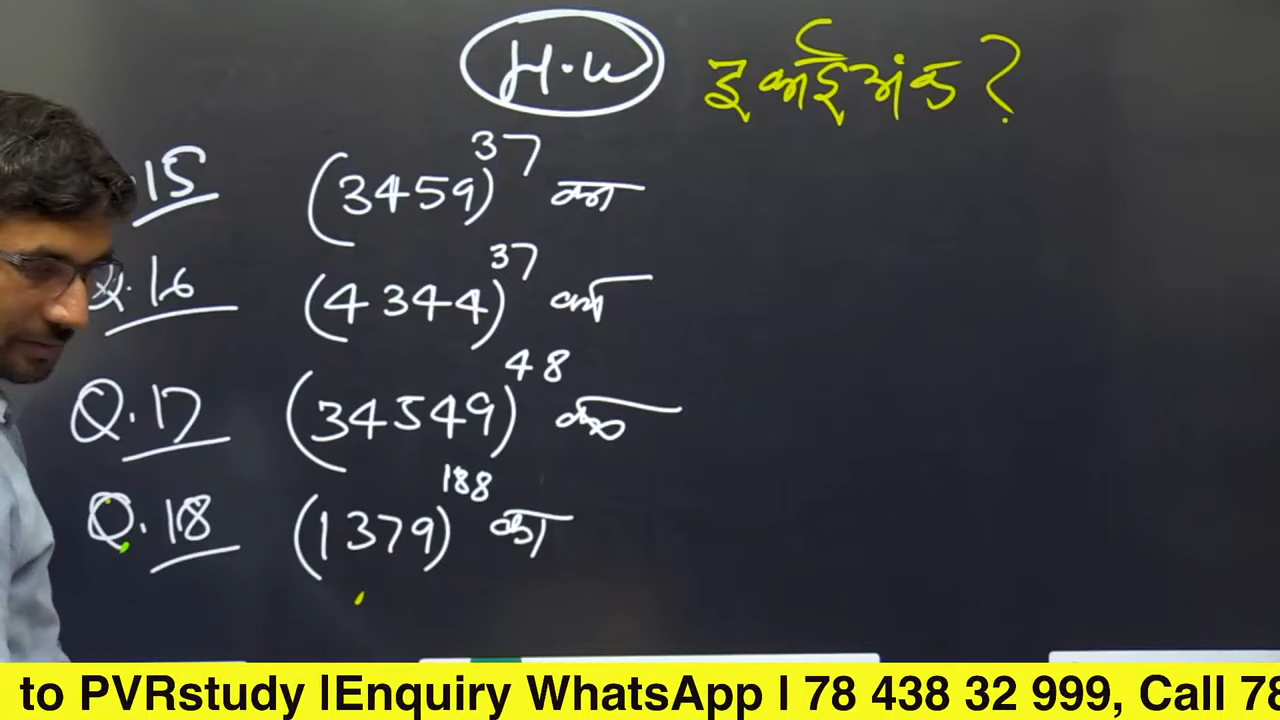 H.W इकाई अंक ?
.15 (3459)^37 का
Q.16 (4344)^37 का
Q.17 (34549)^48 का
Q.18 (1379)^188 का
to PVRstudy |Enquiry WhatsApp | 78 438 32 999, Call 78